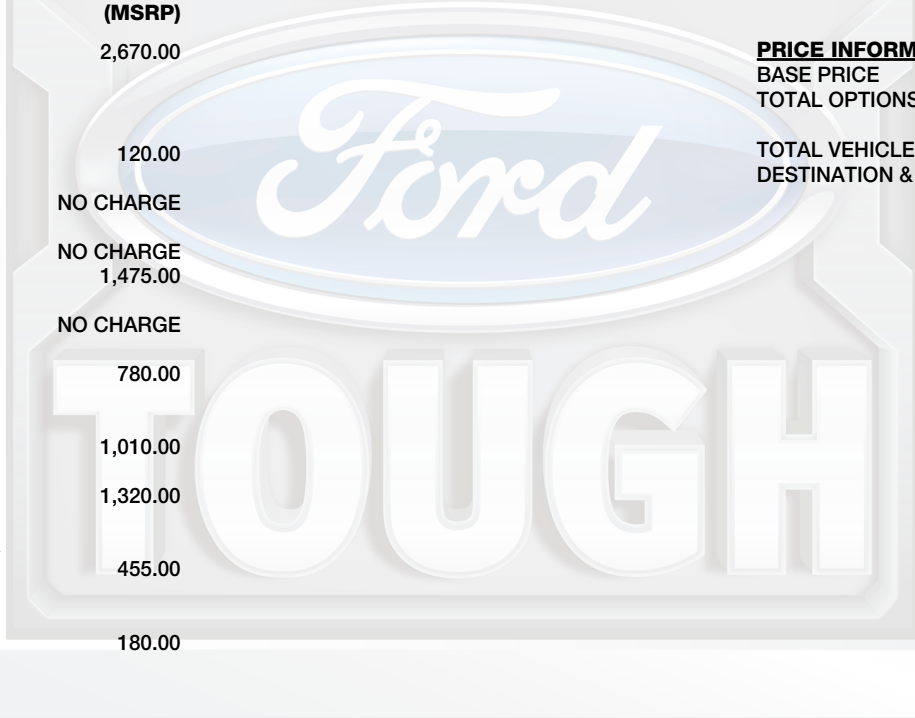 (MSRP)
2,670.00
120.00
NO CHARGE
NO CHARGE
1,475.00
NO CHARGE
780.00
1,010.00
1,320.00
455.00
180.00
PRICE INFORM
BASE PRICE
TOTAL OPTIONS
TOTAL VEHICLE
DESTINATION &
Ford
TOUGH